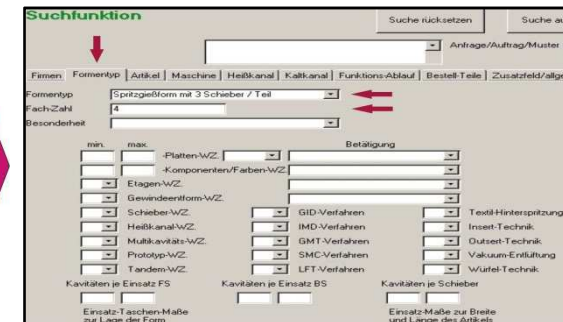 Suchfunktion
Suche rücksetzen Suche au
Anfrage/Auftrag/Muster
Firmen Formentyp Artikel Maschine Heißkanal Kaltkanal Funktions-Ablauf Bestell-Teile Zusatzfeld/allge
Formentyp Spritzgießform mit 3 Schieber / Teil
Fach-Zahl 4
Besonderheit
min. max. Betätigung
-Platten-WZ.
-Komponenten/Farben-WZ.
Etagen-WZ.
Gewindeentform-WZ.
Schieber-WZ. GID-Verfahren Textil-Hinterspritzung
Heißkanal-WZ. IMD-Verfahren Insert-Technik
Multikavitäts-WZ. GMT-Verfahren Outsert-Technik
Prototyp-WZ. SMC-Verfahren Vakuum-Entlüftung
Tandem-WZ. LFT-Verfahren Würfel-Technik
Kavitäten je Einsatz FS Kavitäten je Einsatz BS Kavitäten je Schieber
Einsatz-Taschen-Maße Einsatz-Maße zur Breite
zur Lage der Form und Länge des Artikels